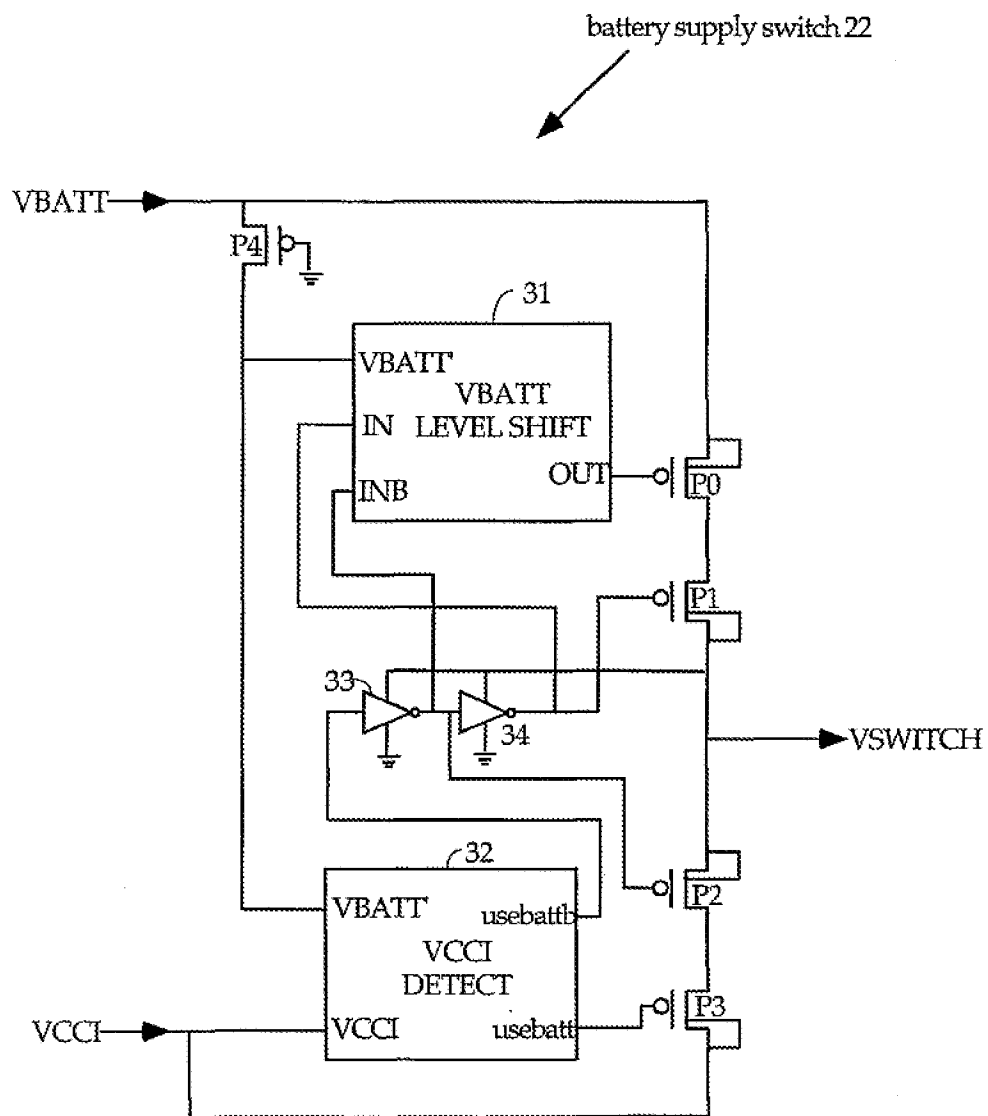 battery supply switch 22
VBATT
P4
31
VBATT'
VBATT
LEVEL SHIFT
IN
OUT
INB
P0
P1
33
34
VSWITCH
32
VBATT'
usebattb
P2
VCCI
DETECT
VCCI
VCCI
usebatt
P3